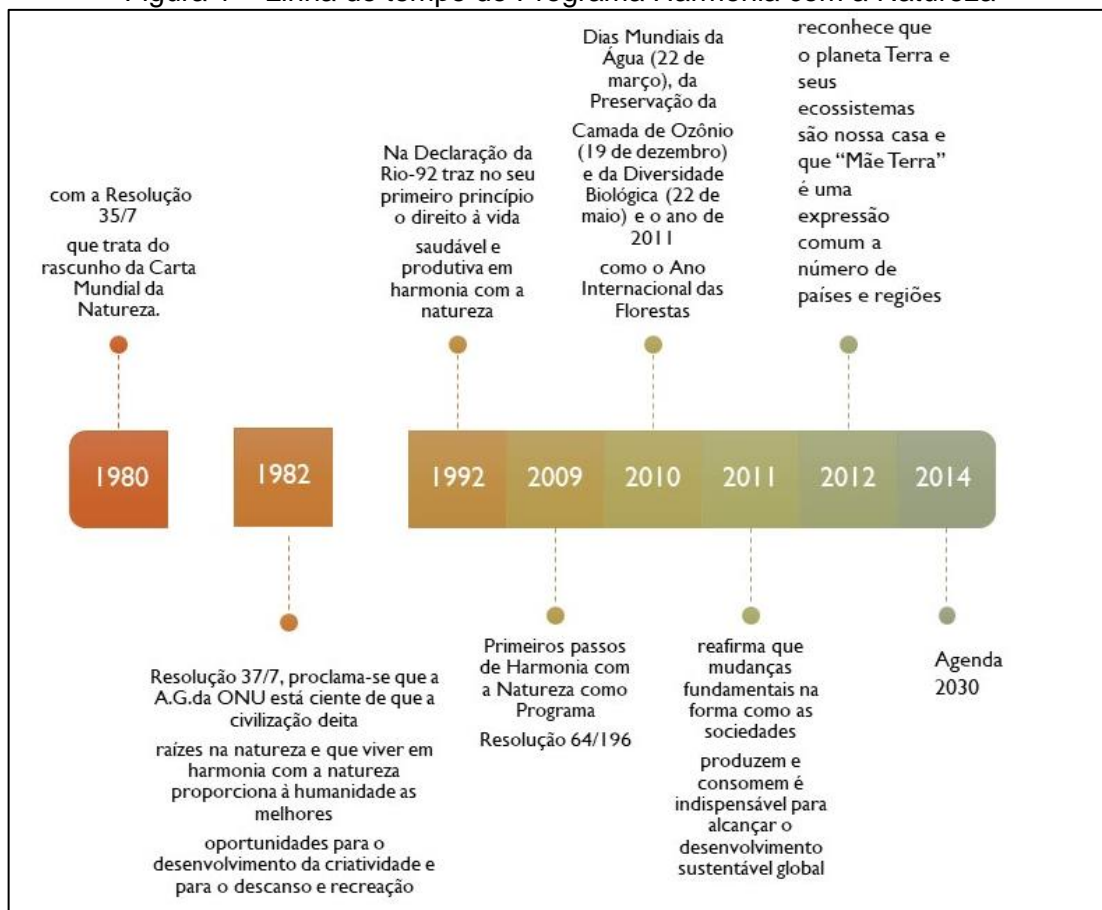 com a Resolução
35/7
que trata do
rascunho da Carta
Mundial da
Natureza.
Na Declaração da
Rio-92 traz no seu
primeiro princípio
o direito à vida
saudável e
produtiva em
harmonia com a
natureza
Dias Mundiais da
Água (22 de
março), da
Preservação da
Camada de Ozônio
(19 de dezembro)
e da Diversidade
Biológica (22 de
maio) e o ano de
2011
como o Ano
Internacional das
Florestas
reconhece que
o planeta Terra e
seus
ecossistemas
são nossa casa e
que “Mãe Terra”
é uma
expressão
comum a
número de
países e regiões
1980
1982
1992
2009
2010
2011
2012
2014
Resolução 37/7, proclama-se que a
A.G.da ONU está ciente de que a
civilização deita
raízes na natureza e que viver em
harmonia com a natureza
proporciona à humanidade as
melhores
oportunidades para o
desenvolvimento da criatividade e
para o descanso e recreação
Primeiros passos
de Harmonia com
a Natureza como
Programa
Resolução 64/196
reafirma que
mudanças
fundamentais na
forma como as
sociedades
produzem e
consomem é
indispensável para
alcançar o
desenvolvimento
sustentável global
Agenda
2030